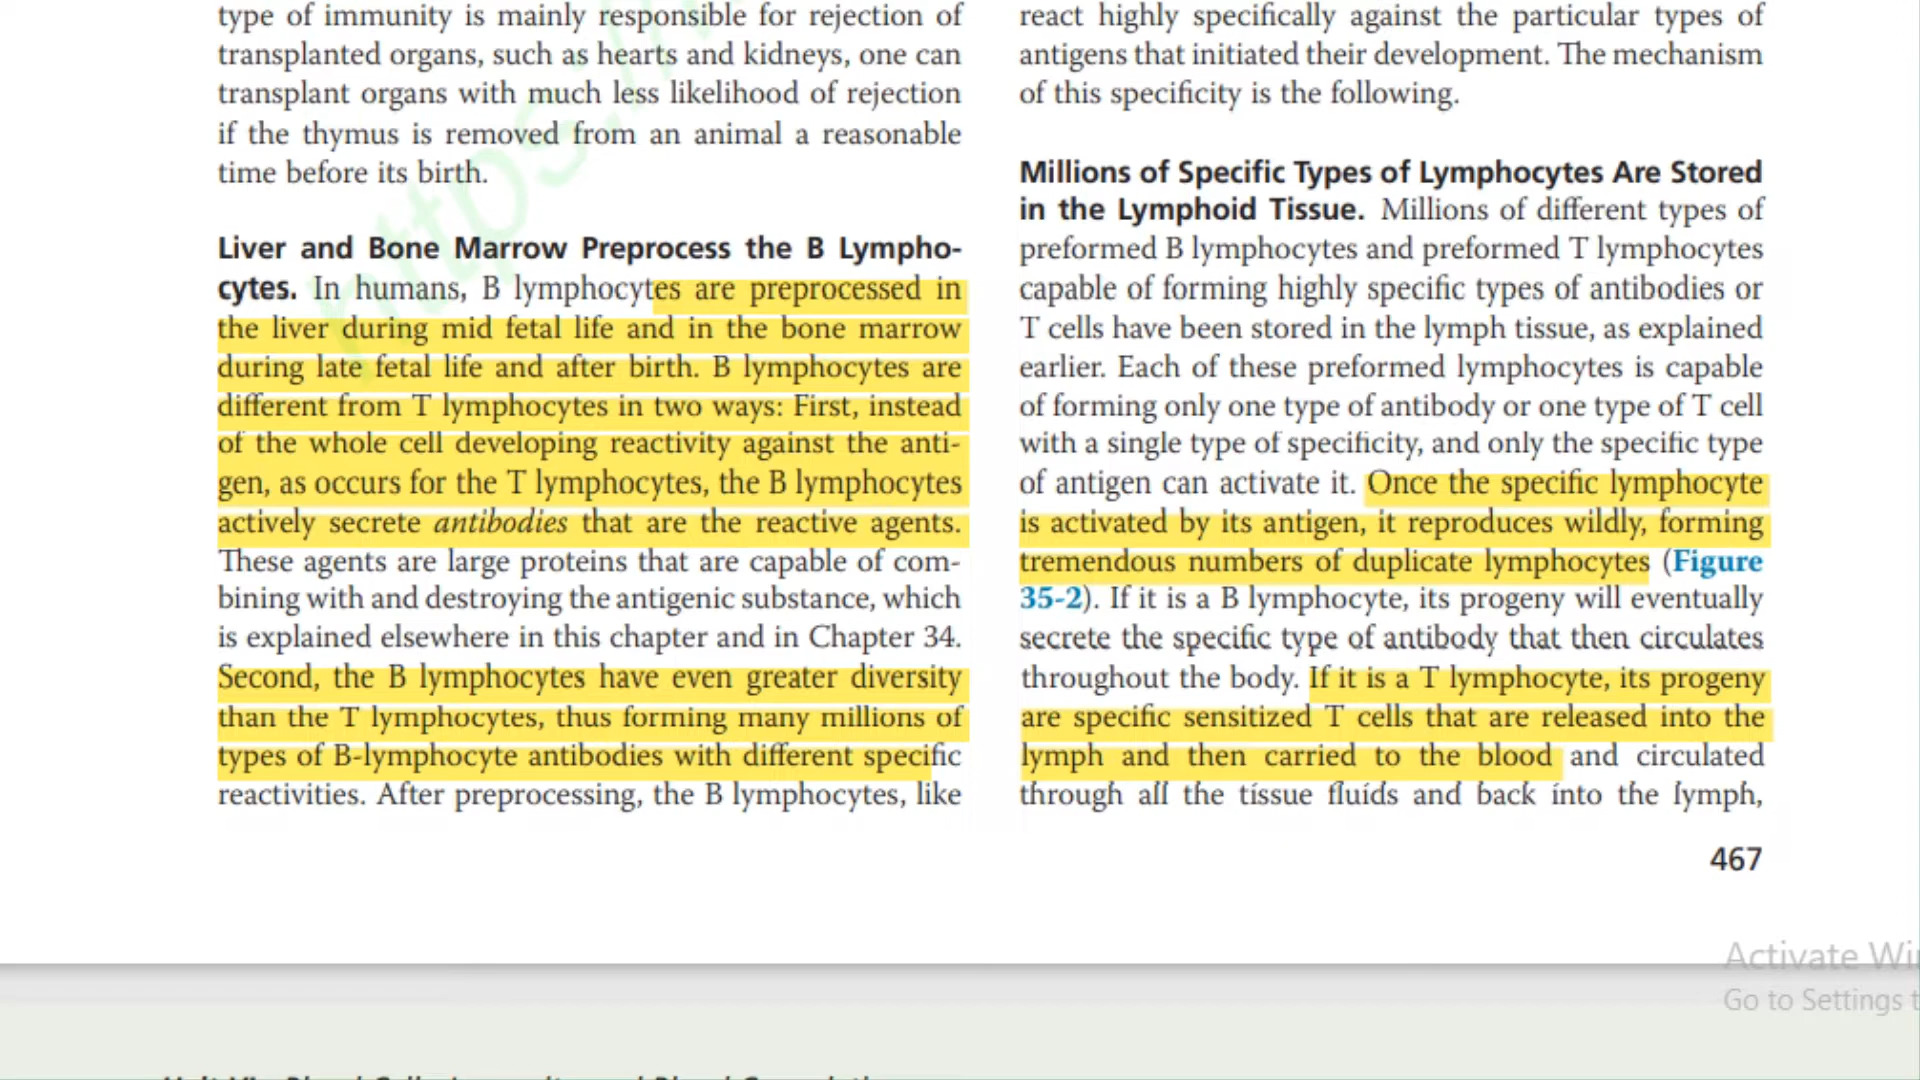 type of immunity is mainly responsible for rejection of
transplanted organs, such as hearts and kidneys, one can
transplant organs with much less likelihood of rejection
if the thymus is removed from an animal a reasonable
time before its birth.
Liver and Bone Marrow Preprocess the B Lympho-
cytes. In humans, B lymphocytes are preprocessed in
the liver during mid fetal life and in the bone marrow
during late fetal life and after birth. B lymphocytes are
different from T lymphocytes in two ways: First, instead
of the whole cell developing reactivity against the anti-
gen, as occurs for the T lymphocytes, the B lymphocytes
actively secrete antibodies that are the reactive agents.
These agents are large proteins that are capable of com-
bining with and destroying the antigenic substance, which
is explained elsewhere in this chapter and in Chapter 34.
Second, the B lymphocytes have even greater diversity
than the T lymphocytes, thus forming many millions of
types of B-lymphocyte antibodies with different specific
reactivities. After preprocessing, the B lymphocytes, like
react highly specifically against the particular types of
antigens that initiated their development. The mechanism
of this specificity is the following.
Millions of Specific Types of Lymphocytes Are Stored
in the Lymphoid Tissue. Millions of different types of
preformed B lymphocytes and preformed T lymphocytes
capable of forming highly specific types of antibodies or
T cells have been stored in the lymph tissue, as explained
earlier. Each of these preformed lymphocytes is capable
of forming only one type of antibody or one type of T cell
with a single type of specificity, and only the specific type
of antigen can activate it. Once the specific lymphocyte
is activated by its antigen, it reproduces wildly, forming
tremendous numbers of duplicate lymphocytes (Figure
35-2). If it is a B lymphocyte, its progeny will eventually
secrete the specific type of antibody that then circulates
throughout the body. If it is a T lymphocyte, its progeny
are specific sensitized T cells that are released into the
lymph and then carried to the blood and circulated
through all the tissue fluids and back into the lymph,
467
https://
Activate Wi
Go to Settings t